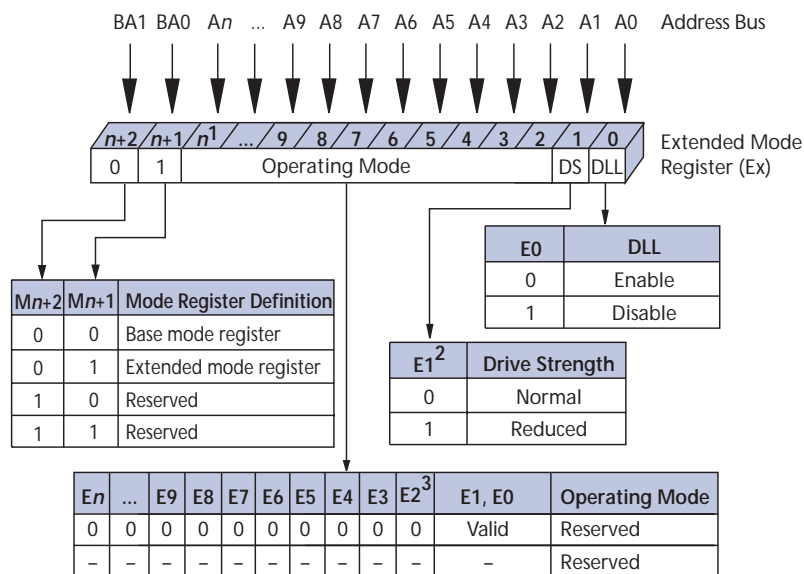 BA1 BA0 An ... A9 A8 A7 A6 A5 A4 A3 A2 A1 A0 Address Bus
n+2 n+1 n1 ... 9 8 7 6 5 4 3 2 1 0
Extended Mode
Register (Ex)
0 1 Operating Mode DS DLL
E0 DLL
0 Enable
1 Disable
Mn+2 Mn+1 Mode Register Definition
0 0 Base mode register
0 1 Extended mode register
1 0 Reserved
1 1 Reserved
E12 Drive Strength
0 Normal
1 Reduced
En ... E9 E8 E7 E6 E5 E4 E3 E23 E1, E0 Operating Mode
0 0 0 0 0 0 0 0 0 0 Valid Reserved
– – – – – – – – – – – Reserved